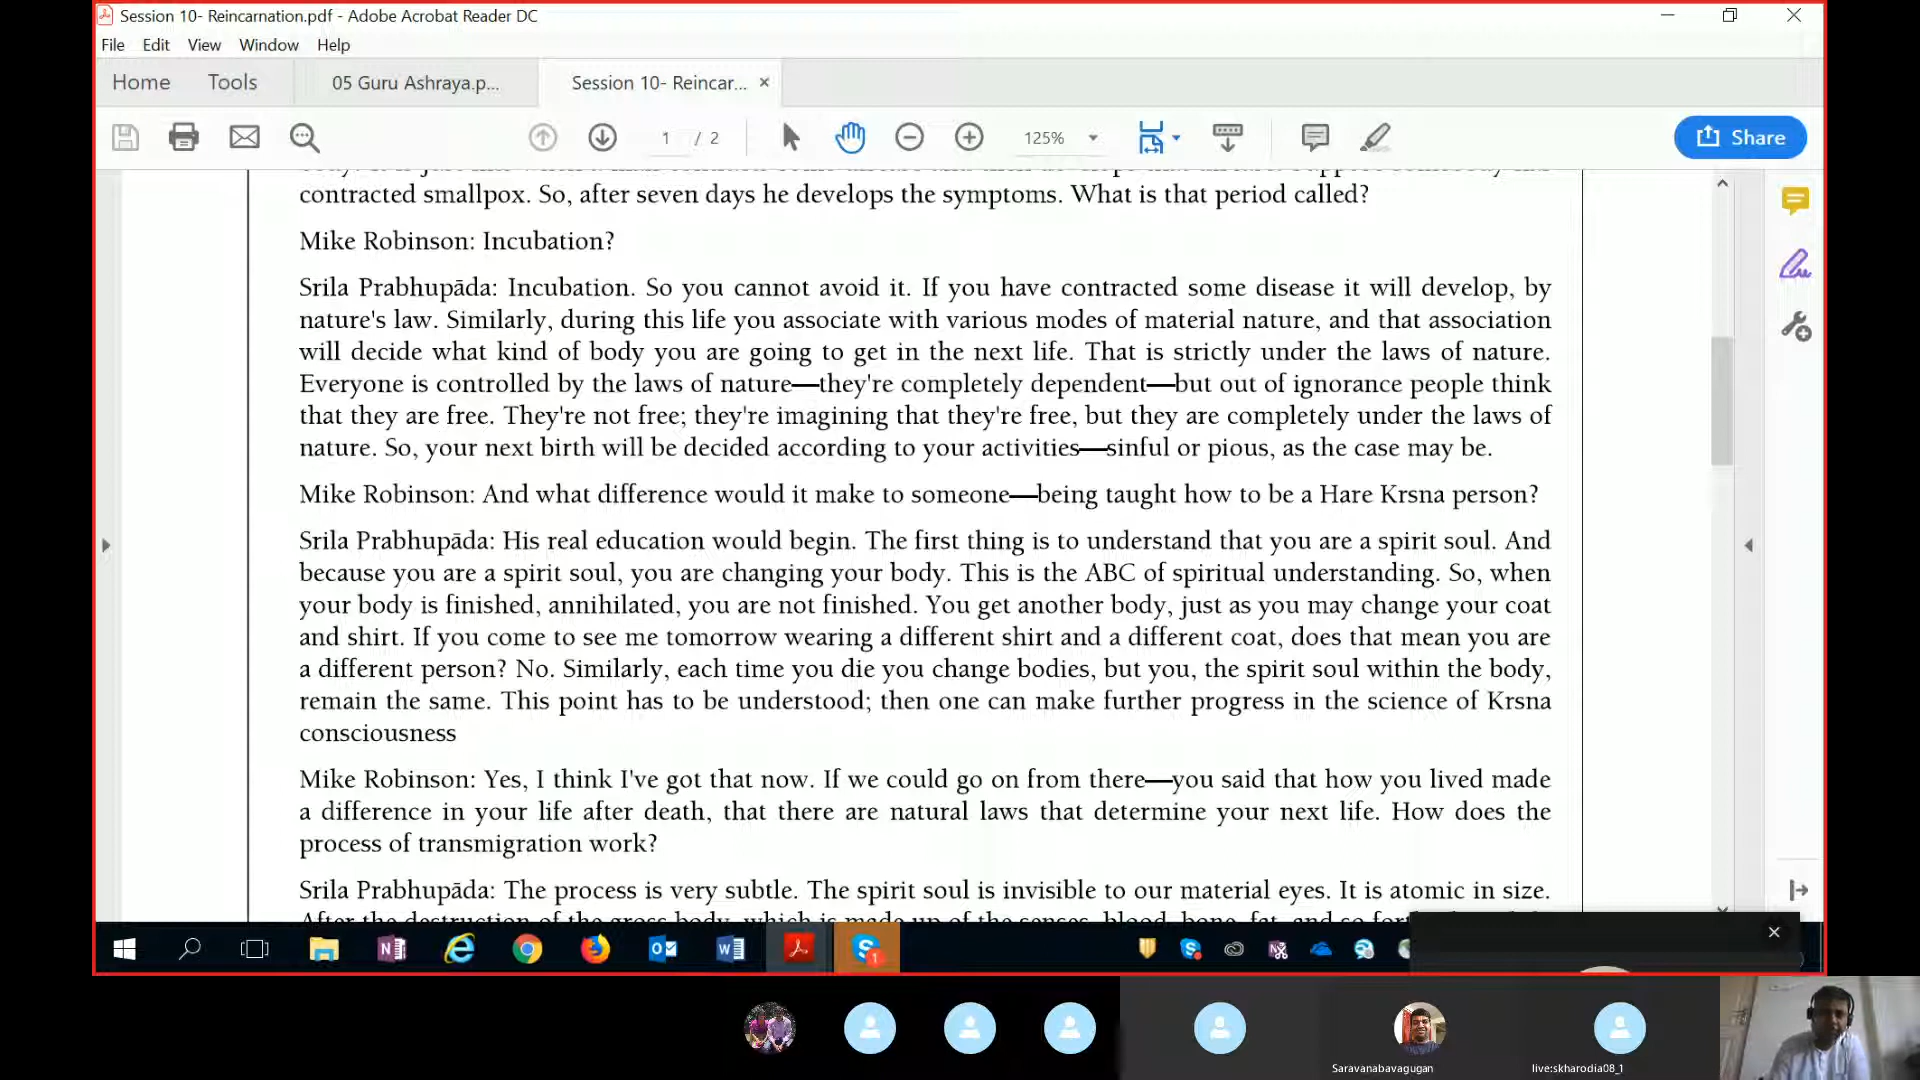 Session 10- Reincarnation.pdf - Adobe Acrobat Reader DC
File Edit View Window Help
Home Tools 05 Guru Ashraya.p... Session 10- Reincar... ×
1 / 2 125% Share
contracted smallpox. So, after seven days he develops the symptoms. What is that period called?
Mike Robinson: Incubation?
Srila Prabhupāda: Incubation. So you cannot avoid it. If you have contracted some disease it will develop, by
nature's law. Similarly, during this life you associate with various modes of material nature, and that association
will decide what kind of body you are going to get in the next life. That is strictly under the laws of nature.
Everyone is controlled by the laws of nature—they're completely dependent—but out of ignorance people think
that they are free. They're not free; they're imagining that they're free, but they are completely under the laws of
nature. So, your next birth will be decided according to your activities—sinful or pious, as the case may be.
Mike Robinson: And what difference would it make to someone—being taught how to be a Hare Krsna person?
Srila Prabhupāda: His real education would begin. The first thing is to understand that you are a spirit soul. And
because you are a spirit soul, you are changing your body. This is the ABC of spiritual understanding. So, when
your body is finished, annihilated, you are not finished. You get another body, just as you may change your coat
and shirt. If you come to see me tomorrow wearing a different shirt and a different coat, does that mean you are
a different person? No. Similarly, each time you die you change bodies, but you, the spirit soul within the body,
remain the same. This point has to be understood; then one can make further progress in the science of Krsna
consciousness
Mike Robinson: Yes, I think I've got that now. If we could go on from there—you said that how you lived made
a difference in your life after death, that there are natural laws that determine your next life. How does the
process of transmigration work?
Srila Prabhupāda: The process is very subtle. The spirit soul is invisible to our material eyes. It is atomic in size.
After the destruction of the gross body, which is made up of the senses, blood, bone, fat, and so
Saravanabavagugan live:skharodia08_1